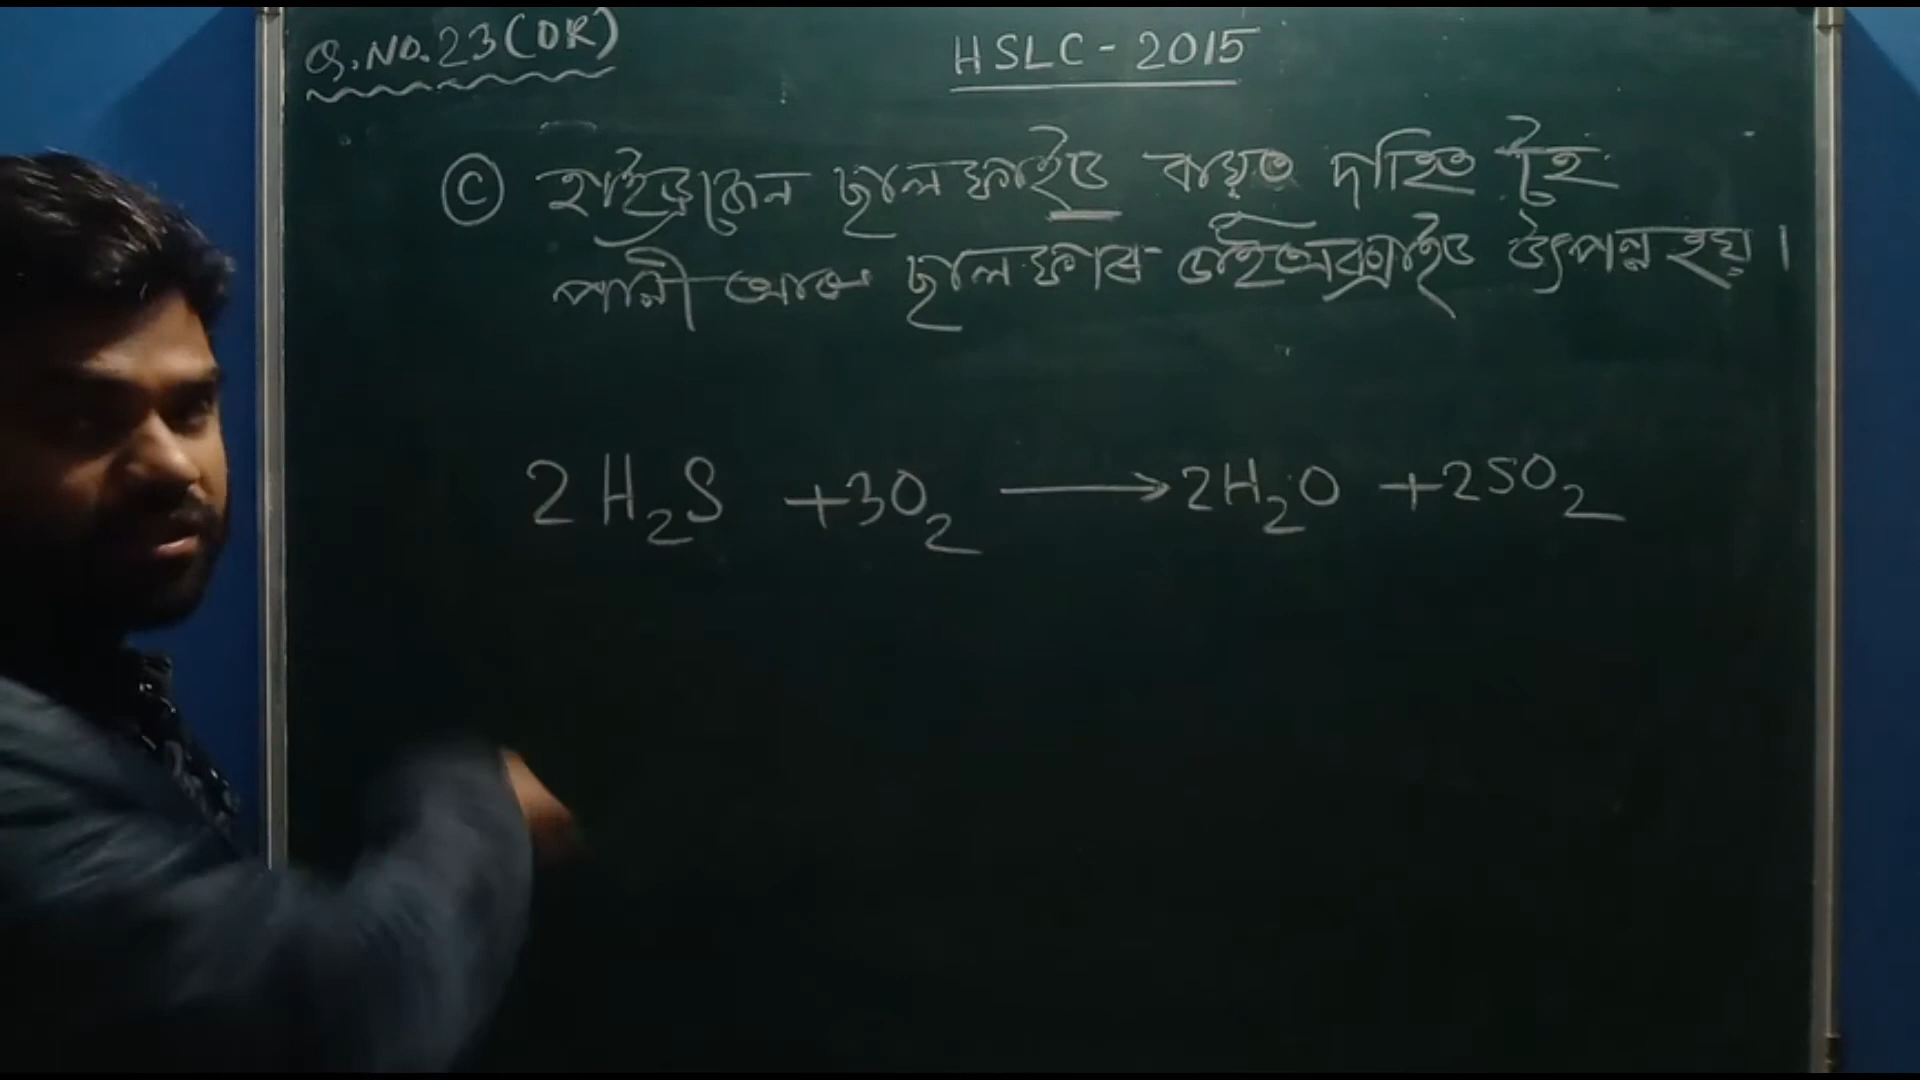 Q.NO.23(OR)
HSLC - 2015
ⓒ হাইড্ৰজেন ছালফাইড বায়ুত দাহিত হৈ
পানী আৰু ছালফাৰ ডাইঅক্সাইড উৎপন্ন হয়।
2H₂S +3O₂ ⟶ 2H₂O +2SO₂